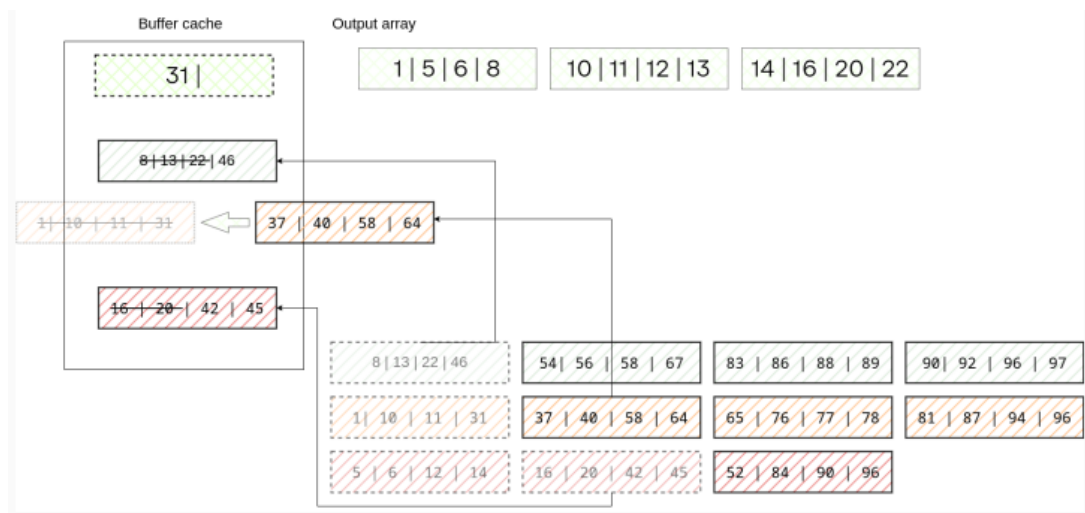 Buffer cache Output array
31 | 1 | 5 | 6 | 8 10 | 11 | 12 | 13 14 | 16 | 20 | 22
8 | 13 | 22 | 46
1 | 10 | 11 | 31 37 | 40 | 58 | 64
16 | 20 | 42 | 45
8 | 13 | 22 | 46 54 | 56 | 58 | 67 83 | 86 | 88 | 89 90 | 92 | 96 | 97
1 | 10 | 11 | 31 37 | 40 | 58 | 64 65 | 76 | 77 | 78 81 | 87 | 94 | 96
5 | 6 | 12 | 14 16 | 20 | 42 | 45 52 | 84 | 90 | 96